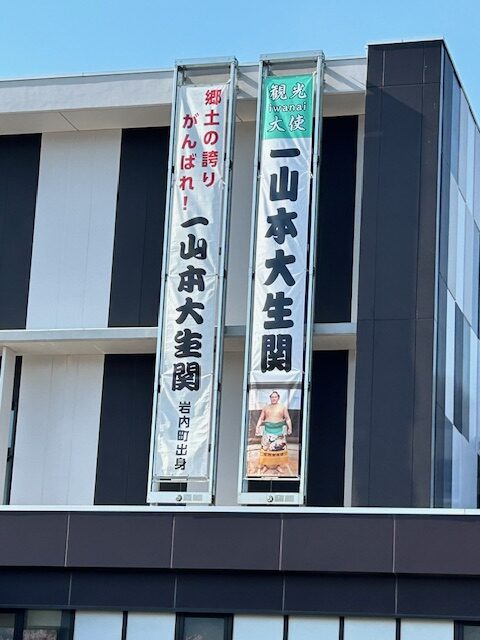 観光
iwanai
大使
一山本大生関
郷土の誇り
がんばれ！
一山本大生関
岩内町出身